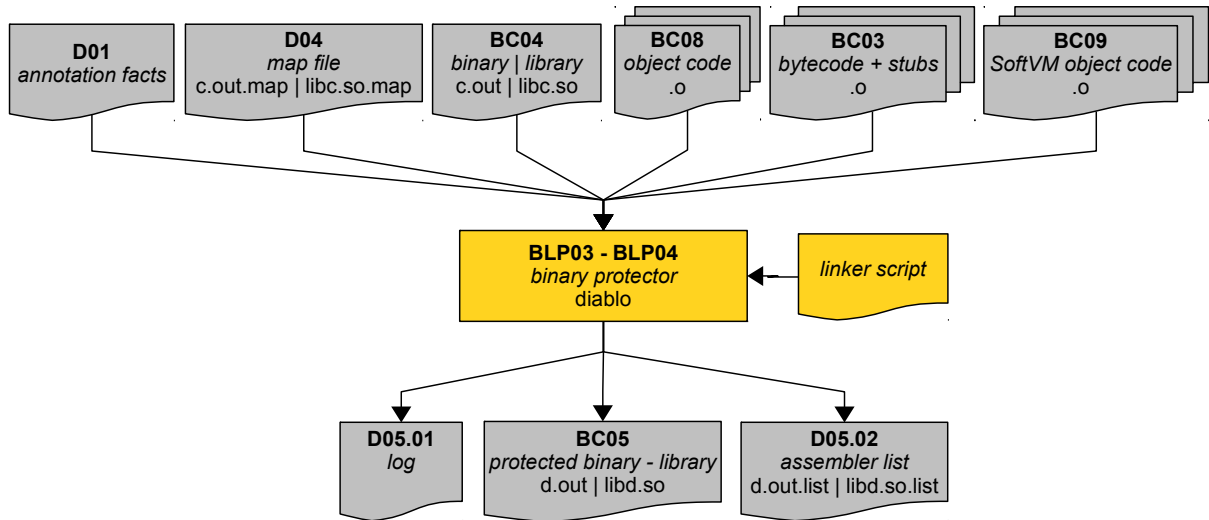 D01
annotation facts
D04
map file
c.out.map | libc.so.map
BC04
binary | library
c.out | libc.so
BC08
object code
.o
BC03
bytecode + stubs
.o
BC09
SoftVM object code
.o
BLP03 - BLP04
binary protector
diablo
linker script
D05.01
log
BC05
protected binary - library
d.out | libd.so
D05.02
assembler list
d.out.list | libd.so.list